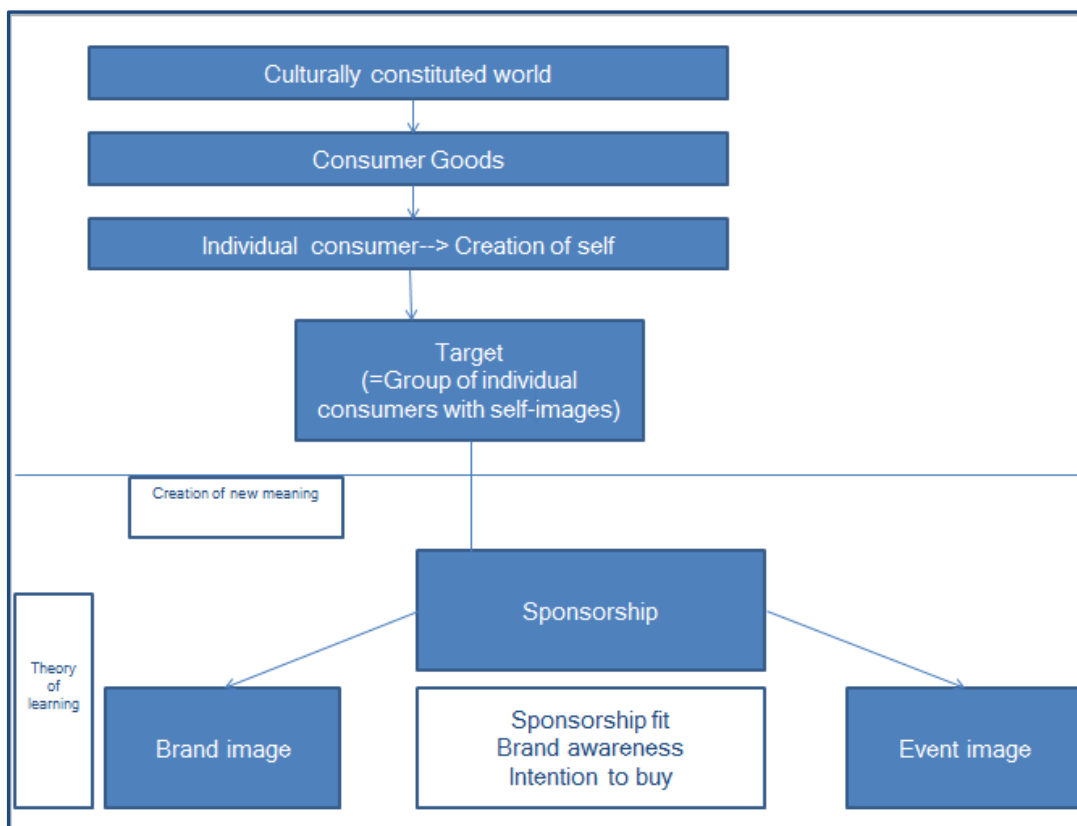 Culturally constituted world
Consumer Goods
Individual consumer--> Creation of self
Target
(=Group of individual
consumers with self-images)
Creation of new meaning
Sponsorship
Theory
of
learning
Brand image
Sponsorship fit
Brand awareness
Intention to buy
Event image